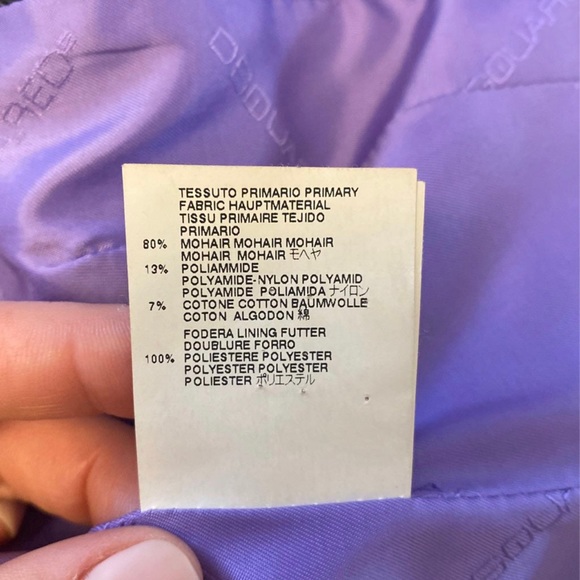 DSQUARED2
TESSUTO PRIMARIO PRIMARY
FABRIC HAUPTMATERIAL
TISSU PRIMAIRE TEJIDO
PRIMARIO
80% MOHAIR MOHAIR MOHAIR
MOHAIR MOHAIR モヘヤ
13% POLIAMMIDE
POLYAMIDE-NYLON POLYAMID
POLYAMIDE POLIAMIDA ナイロン
7% COTONE COTTON BAUMWOLLE
COTON ALGODON 綿
FODERA LINING FUTTER
DOUBLURE FORRO
100% POLIESTERE POLYESTER
POLYESTER POLYESTER
POLIESTER ポリエステル